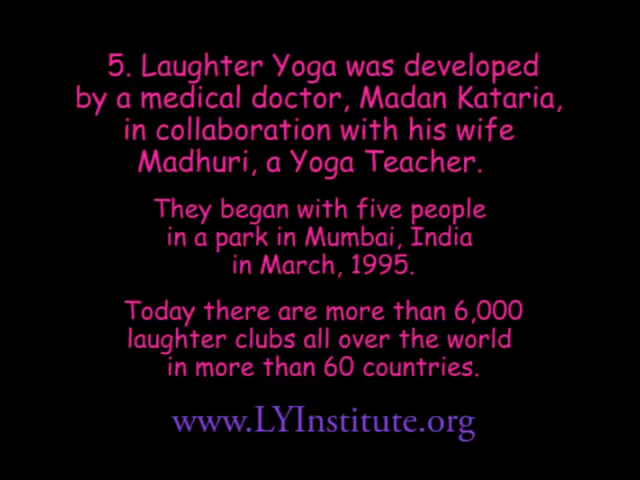 5. Laughter Yoga was developed
by a medical doctor, Madan Kataria,
in collaboration with his wife
Madhuri, a Yoga Teacher.
They began with five people
in a park in Mumbai, India
in March, 1995.
Today there are more than 6,000
laughter clubs all over the world
in more than 60 countries.
www.LYInstitute.org